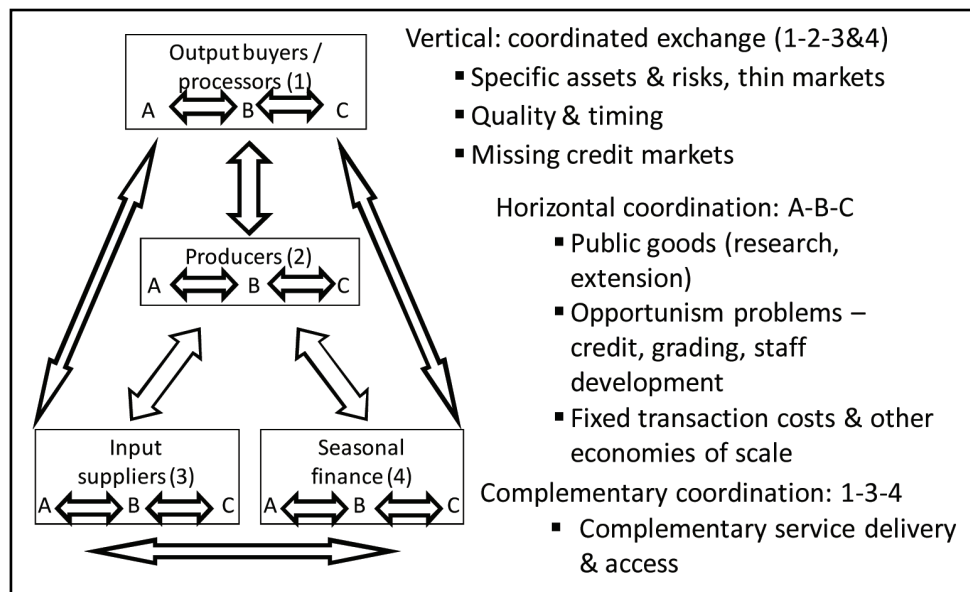 Output buyers /
processors (1)
A B C
Producers (2)
A B C
Input
suppliers (3)
A B C
Seasonal
finance (4)
A B C
Vertical: coordinated exchange (1-2-3&4)
▪ Specific assets & risks, thin markets
▪ Quality & timing
▪ Missing credit markets
Horizontal coordination: A-B-C
▪ Public goods (research,
extension)
▪ Opportunism problems –
credit, grading, staff
development
▪ Fixed transaction costs & other
economies of scale
Complementary coordination: 1-3-4
▪ Complementary service delivery
& access